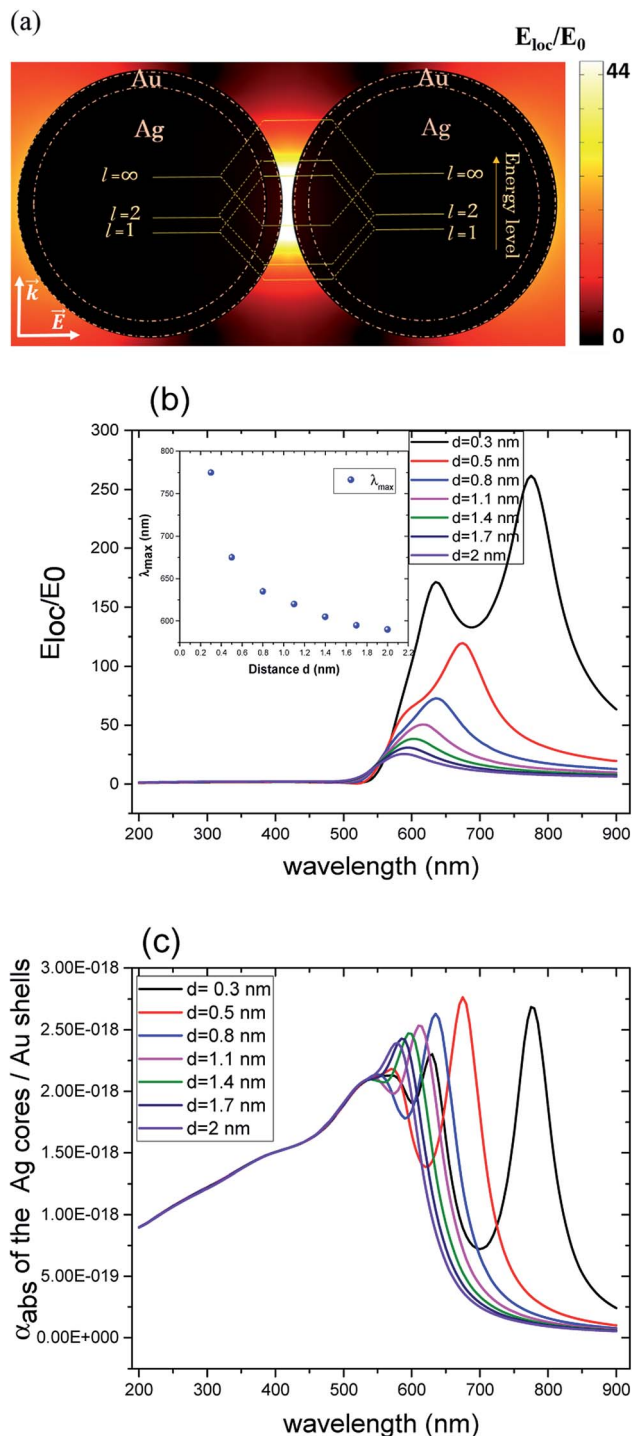 (a)
E_loc/E_0
44
0
Au
Ag
l=∞
l=2
l=1
k
E
Au
Ag
l=∞
l=2
l=1
Energy level
(b)
Eloc/E0
300
250
200
150
100
50
0
200 300 400 500 600 700 800 900
wavelength (nm)
d=0.3 nm
d=0.5 nm
d=0.8 nm
d=1.1 nm
d=1.4 nm
d=1.7 nm
d=2 nm
λmax (nm)
800
750
700
650
600
0.0 0.2 0.4 0.6 0.8 1.0 1.2 1.4 1.6 1.8 2.0 2.2
Distance d (nm)
λmax
(c)
αabs of the Ag cores / Au shells
3.00E-018
2.50E-018
2.00E-018
1.50E-018
1.00E-018
5.00E-019
0.00E+000
200 300 400 500 600 700 800 900
wavelength (nm)
d= 0.3 nm
d=0.5 nm
d=0.8 nm
d=1.1 nm
d=1.4 nm
d=1.7 nm
d=2 nm